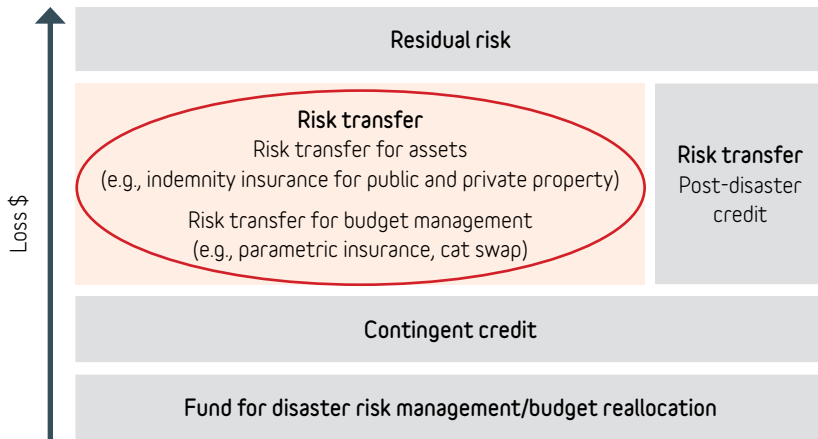 Residual risk
Risk transfer
Risk transfer for assets
(e.g., indemnity insurance for public and private property)
Risk transfer for budget management
(e.g., parametric insurance, cat swap)
Risk transfer
Post-disaster
credit
Loss $
Contingent credit
Fund for disaster risk management/budget reallocation